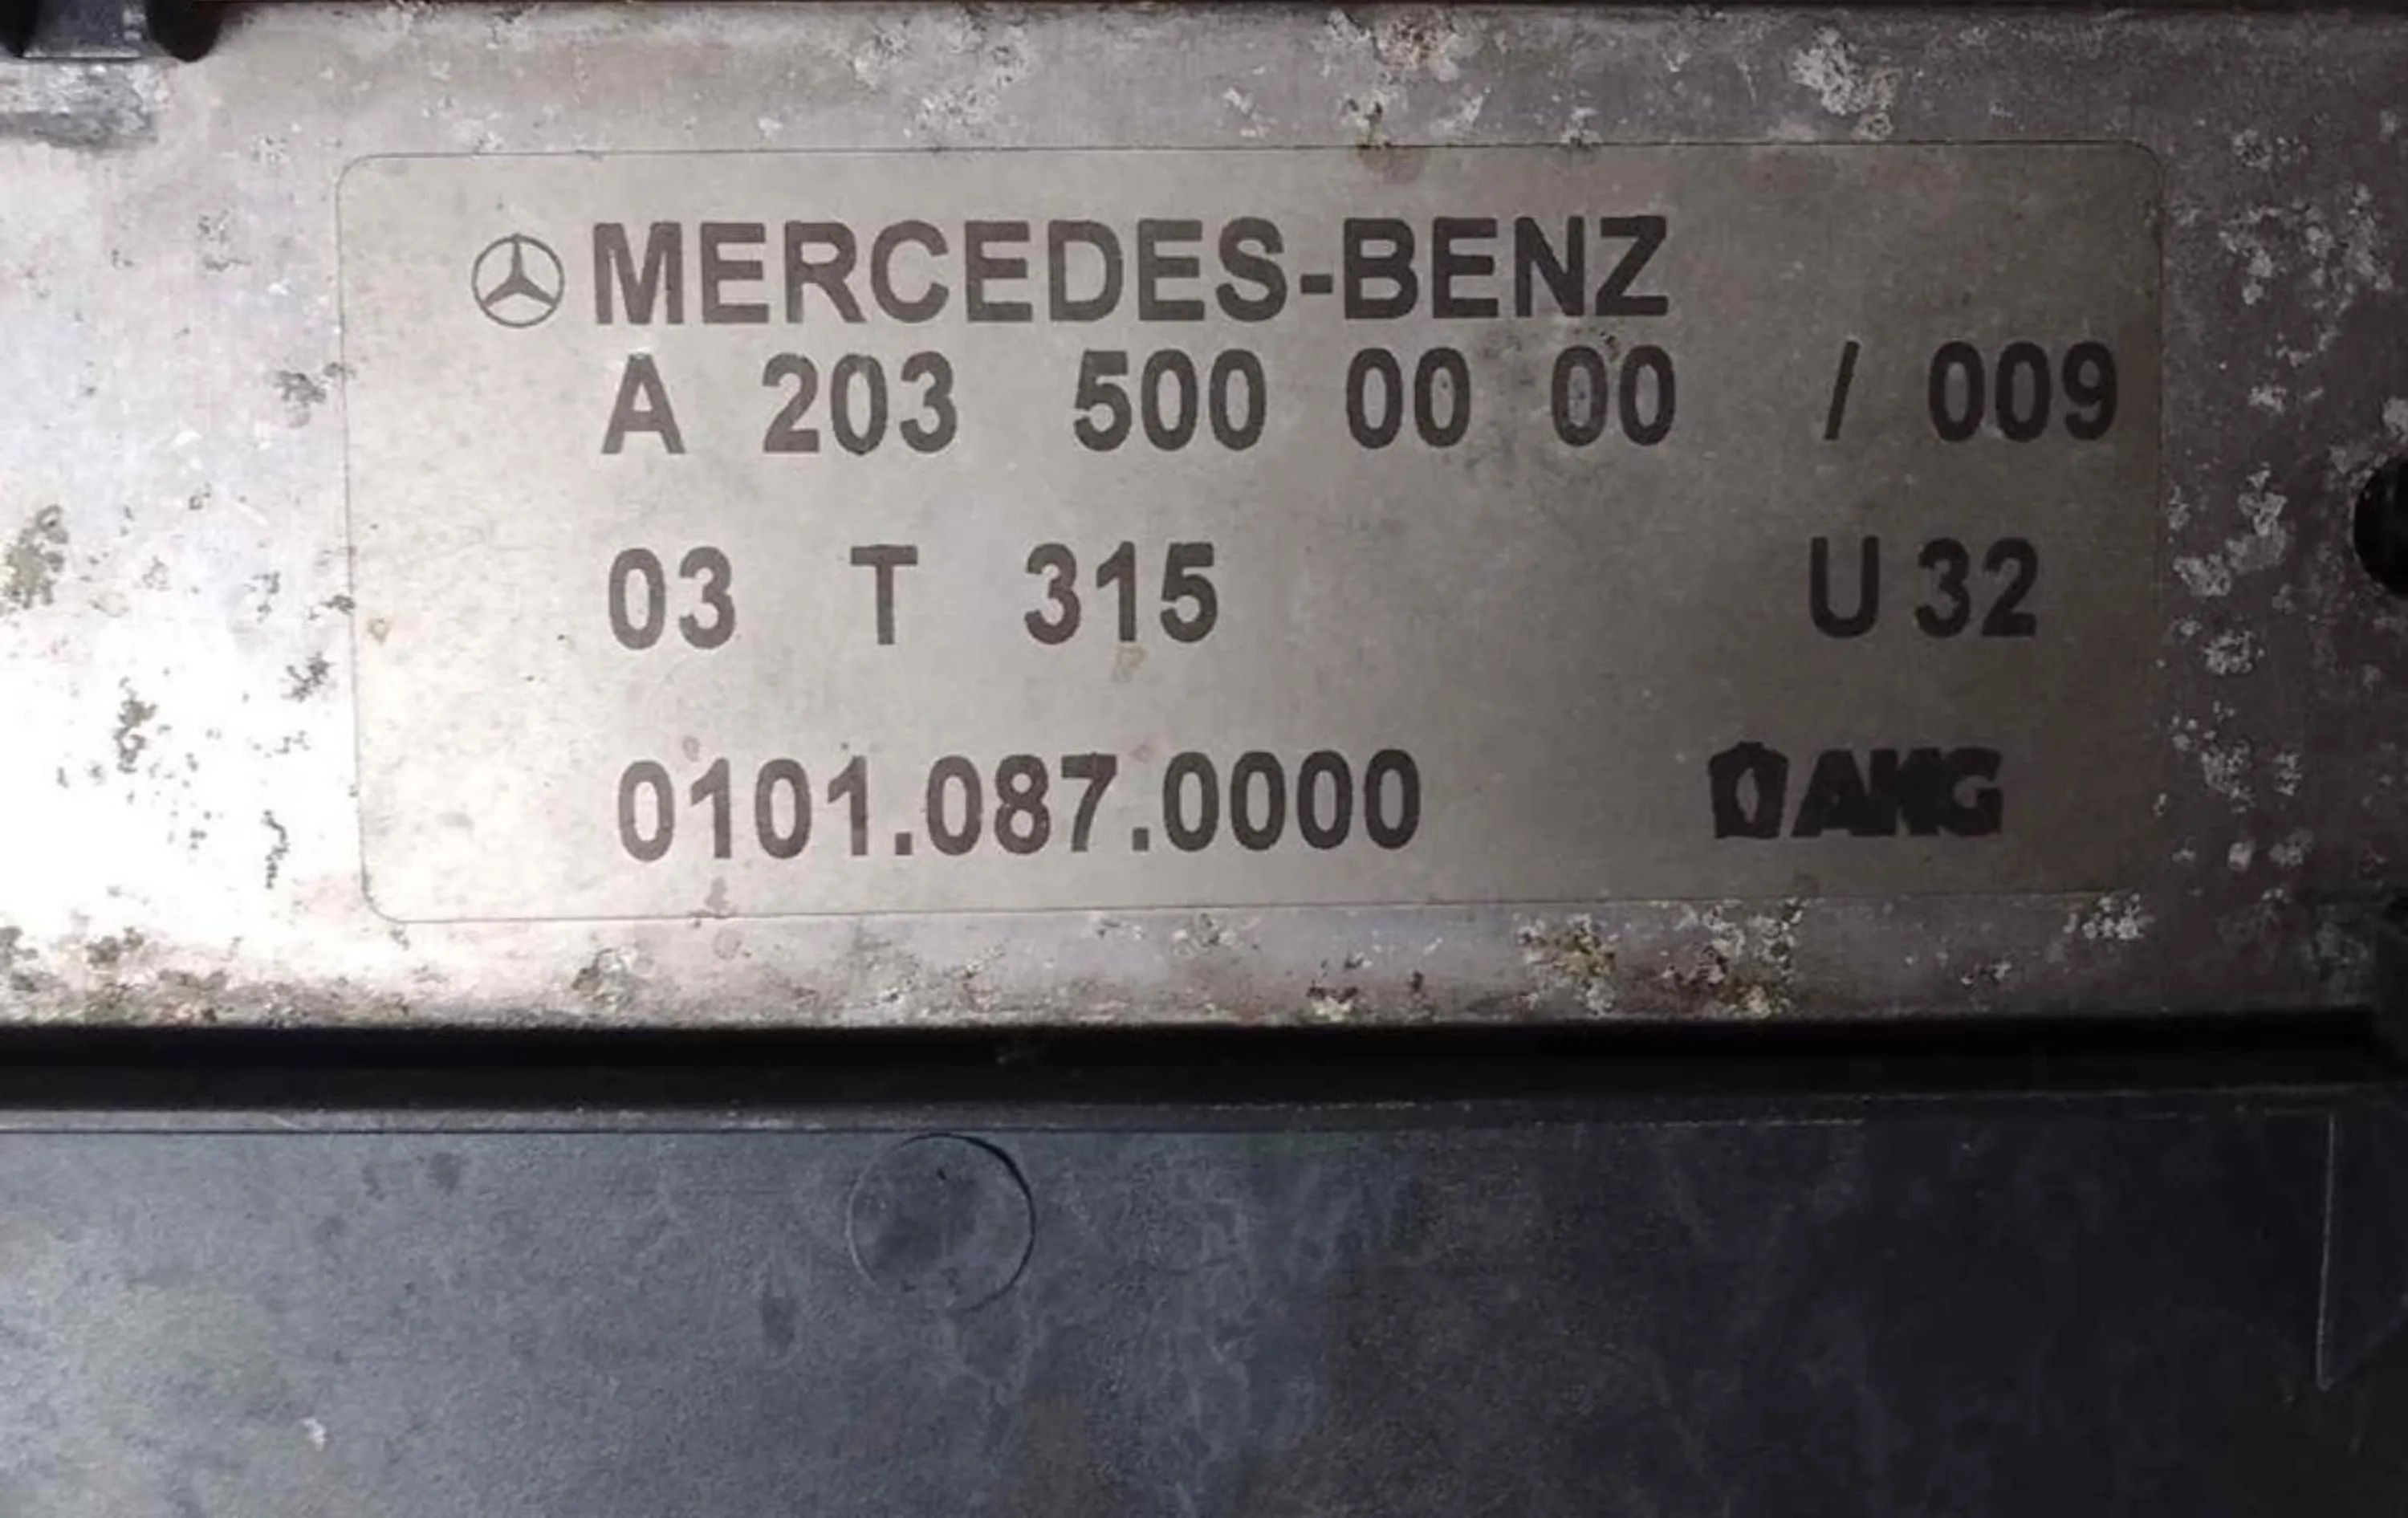 MERCEDES-BENZ
A 203 500 00 00 / 009
03 T 315 U 32
0101.087.0000 AKG